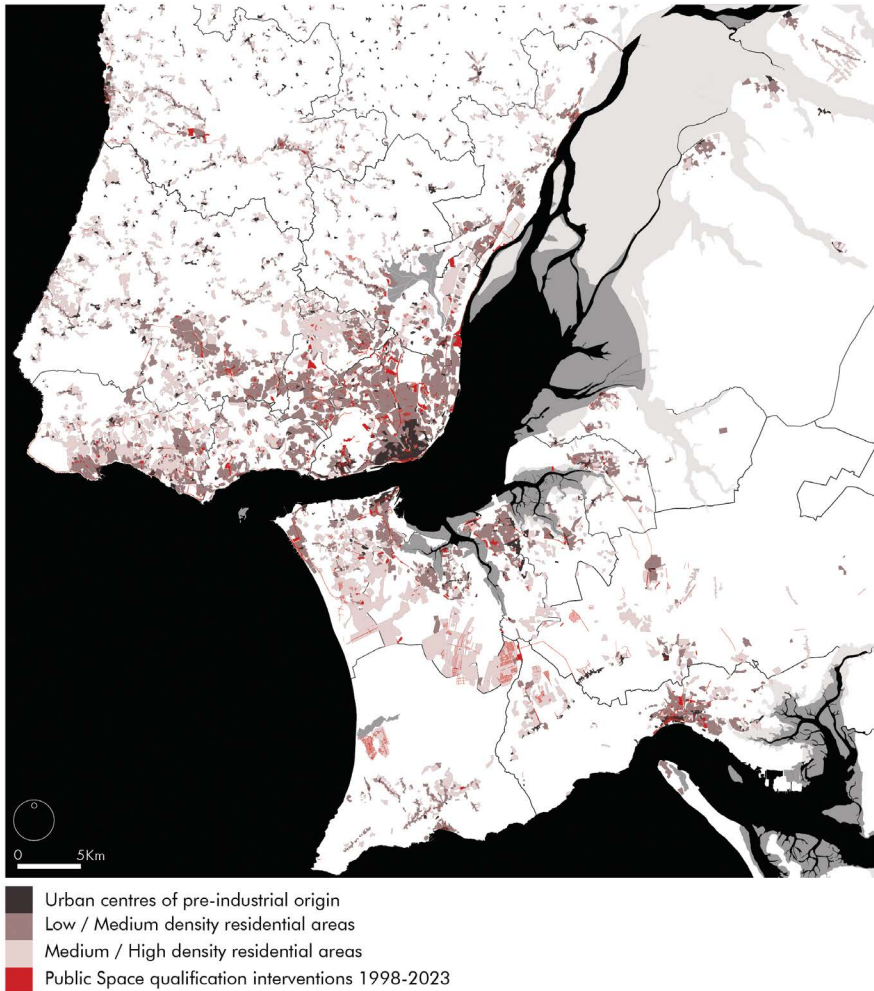 0 5Km
Urban centres of pre-industrial origin
Low / Medium density residential areas
Medium / High density residential areas
Public Space qualification interventions 1998-2023